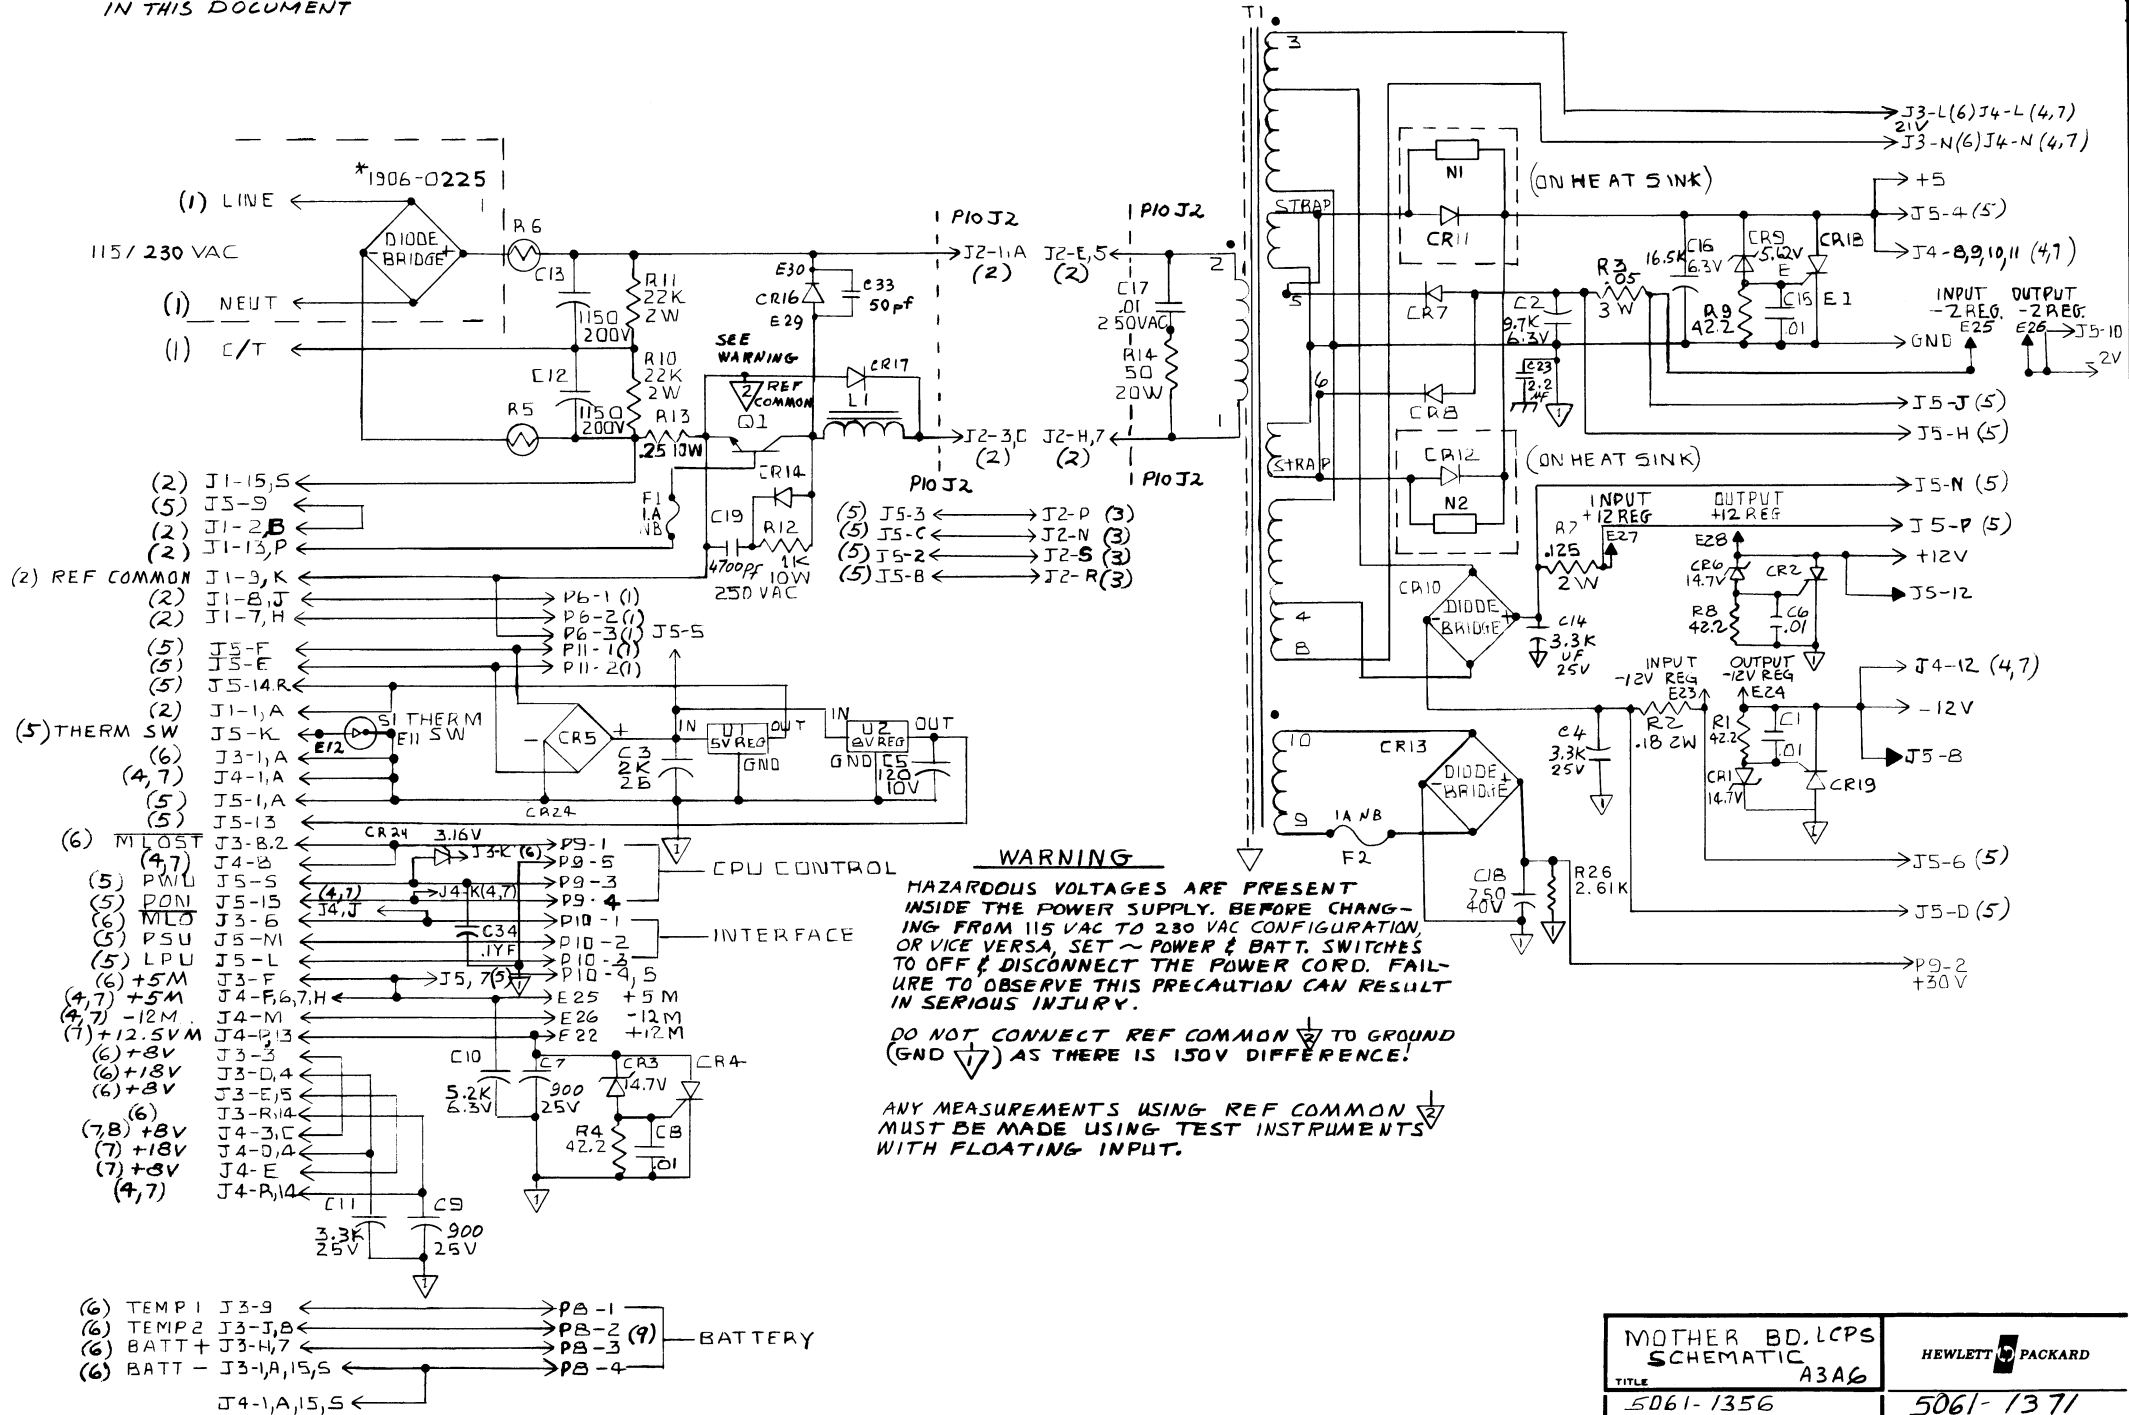 IN THIS DOCUMENT
T1
3
J3-L(6)J4-L(4,7)
21V
J3-N(6)J4-N(4,7)
*1906-0225
(1) LINE
DIODE
BRIDGE
- +
115/230 VAC
(1) NEUT
(1) C/T
R6
C13
1150
200V
R11
22K
2W
C12
1150
200V
R10
22K
2W
R5
R13
.25 10W
E30
CR16
E29
C33
50pf
SEE
WARNING
2
REF
COMMON
CR17
L1
Q1
CR14
F1
1A
NB
C19
4700pf
250VAC
R12
1K
10W
P10 J2
J2-1,A
(2)
J2-E,5
(2)
P10 J2
J2-3,C
(2)
J2-H,7
(2)
P10 J2
P10 J2
C17
.01
250VAC
R14
50
20W
2
1
STRAP
5
6
STRAP
4
8
10
9
N1
CR11
(ON HEAT SINK)
CR7
CR8
CR12
N2
(ON HEAT SINK)
C2
9.7K
6.3V
C23
2.2
µF
1
R3
.05
3W
16.5K
C16
6.3V
CR9
5.62V
E
R9
42.2
C15
.01
CR18
E1
+5
J5-4(5)
J4-8,9,10,11 (4,7)
INPUT
-2 REG.
E25
OUTPUT
-2 REG.
E26
J5-10
-2V
GND
J5-J(5)
J5-H(5)
J5-N(5)
INPUT
+12 REG
E27
OUTPUT
+12 REG
E28
R7
.125
2W
J5-P(5)
+12V
J5-12
CR6
14.7V
CR2
R8
42.2
C6
.01
1
CR10
DIODE
BRIDGE
- +
C14
3.3K
UF
25V
INPUT
-12V REG
E23
OUTPUT
-12V REG
E24
J4-12 (4,7)
-12V
J5-8
R2
.18 2W
R1
42.2
C1
.01
CR1
14.7V
CR19
1
C4
3.3K
25V
1
CR13
DIODE
BRIDGE
- +
1A NB
F2
C18
750
40V
1
R26
2.61K
1
J5-6(5)
J5-D(5)
P9-2
+30V
(2) J1-15,S
(5) J5-9
(2) J1-2,B
(2) J1-13,P
(2) REF COMMON J1-9,K
(2) J1-8,J
(2) J1-7,H
P6-1(1)
P6-2(1)
P6-3(1)
J5-5
(5) J5-F
P11-1(1)
(5) J5-E
P11-2(1)
(5) J5-14,R
(2) J1-1,A
(5)THERM SW J5-K
E12
S1 THERM
E11 SW
(6) J3-1,A
(4,7) J4-1,A
(5) J5-1,A
(5) J5-13
- CR5 +
CR24
C3
2K
25
IN
U1
5V REG
OUT
GND
IN
U2
8V REG
OUT
GND
C5
120
10V
1
(5) J5-3 J2-P (3)
(5) J5-C J2-N (3)
(5) J5-2 J2-S (3)
(5) J5-B J2-R(3)
(6) MLOST J3-B,2
CR24
3.16V
J3-K (6)
P9-1
(4,7) J4-B
P9-5
CPU CONTROL
(5) PWU J5-S
P9-3
(5) PON J5-15
(4,7)
J4,J
J4-K(4,7)
P9-4
(6) MLO J3-6
P10-1
(5) PSU J5-M
C34
.1YF
P10-2
INTERFACE
(5) LPU J5-L
P10-3
(6) +5M J3-F
J5,7(5)
1
P10-4,5
(4,7) +5M J4-F,6,7,H
E25 +5M
(4,7) -12M J4-M
E26 -12M
(7)+12.5VM J4-P,13
E22 +12M
(6)+8V J3-3
(6)+18V J3-D,4
(6)+8V J3-E,5
(6) J3-R,14
(7,8) +8V J4-3,C
(7) +18V J4-D,4
(7)+8V J4-E
(4,7) J4-R,14
C10
5.2K
6.3V
C7
900
25V
CR3
14.7V
CR4
R4
42.2
C8
.01
1
C11
3.3K
25V
C9
900
25V
1
(6) TEMP1 J3-9 P8-1
(6) TEMP2 J3-J,8 P8-2 (9)
BATTERY
(6) BATT+ J3-H,7 P8-3
(6) BATT- J3-1,A,15,S P8-4
J4-1,A,15,S
WARNING
HAZARDOUS VOLTAGES ARE PRESENT
INSIDE THE POWER SUPPLY. BEFORE CHANG-
ING FROM 115 VAC TO 230 VAC CONFIGURATION,
OR VICE VERSA, SET ~ POWER & BATT. SWITCHES
TO OFF & DISCONNECT THE POWER CORD. FAIL-
URE TO OBSERVE THIS PRECAUTION CAN RESULT
IN SERIOUS INJURY.
DO NOT CONNECT REF COMMON 2 TO GROUND
(GND 1) AS THERE IS 150V DIFFERENCE!
ANY MEASUREMENTS USING REF COMMON 2
MUST BE MADE USING TEST INSTRUMENTS
WITH FLOATING INPUT.
MOTHER BD. LCPS
SCHEMATIC
A3A6
TITLE
HEWLETT hp PACKARD
5061-1356
5061-1371